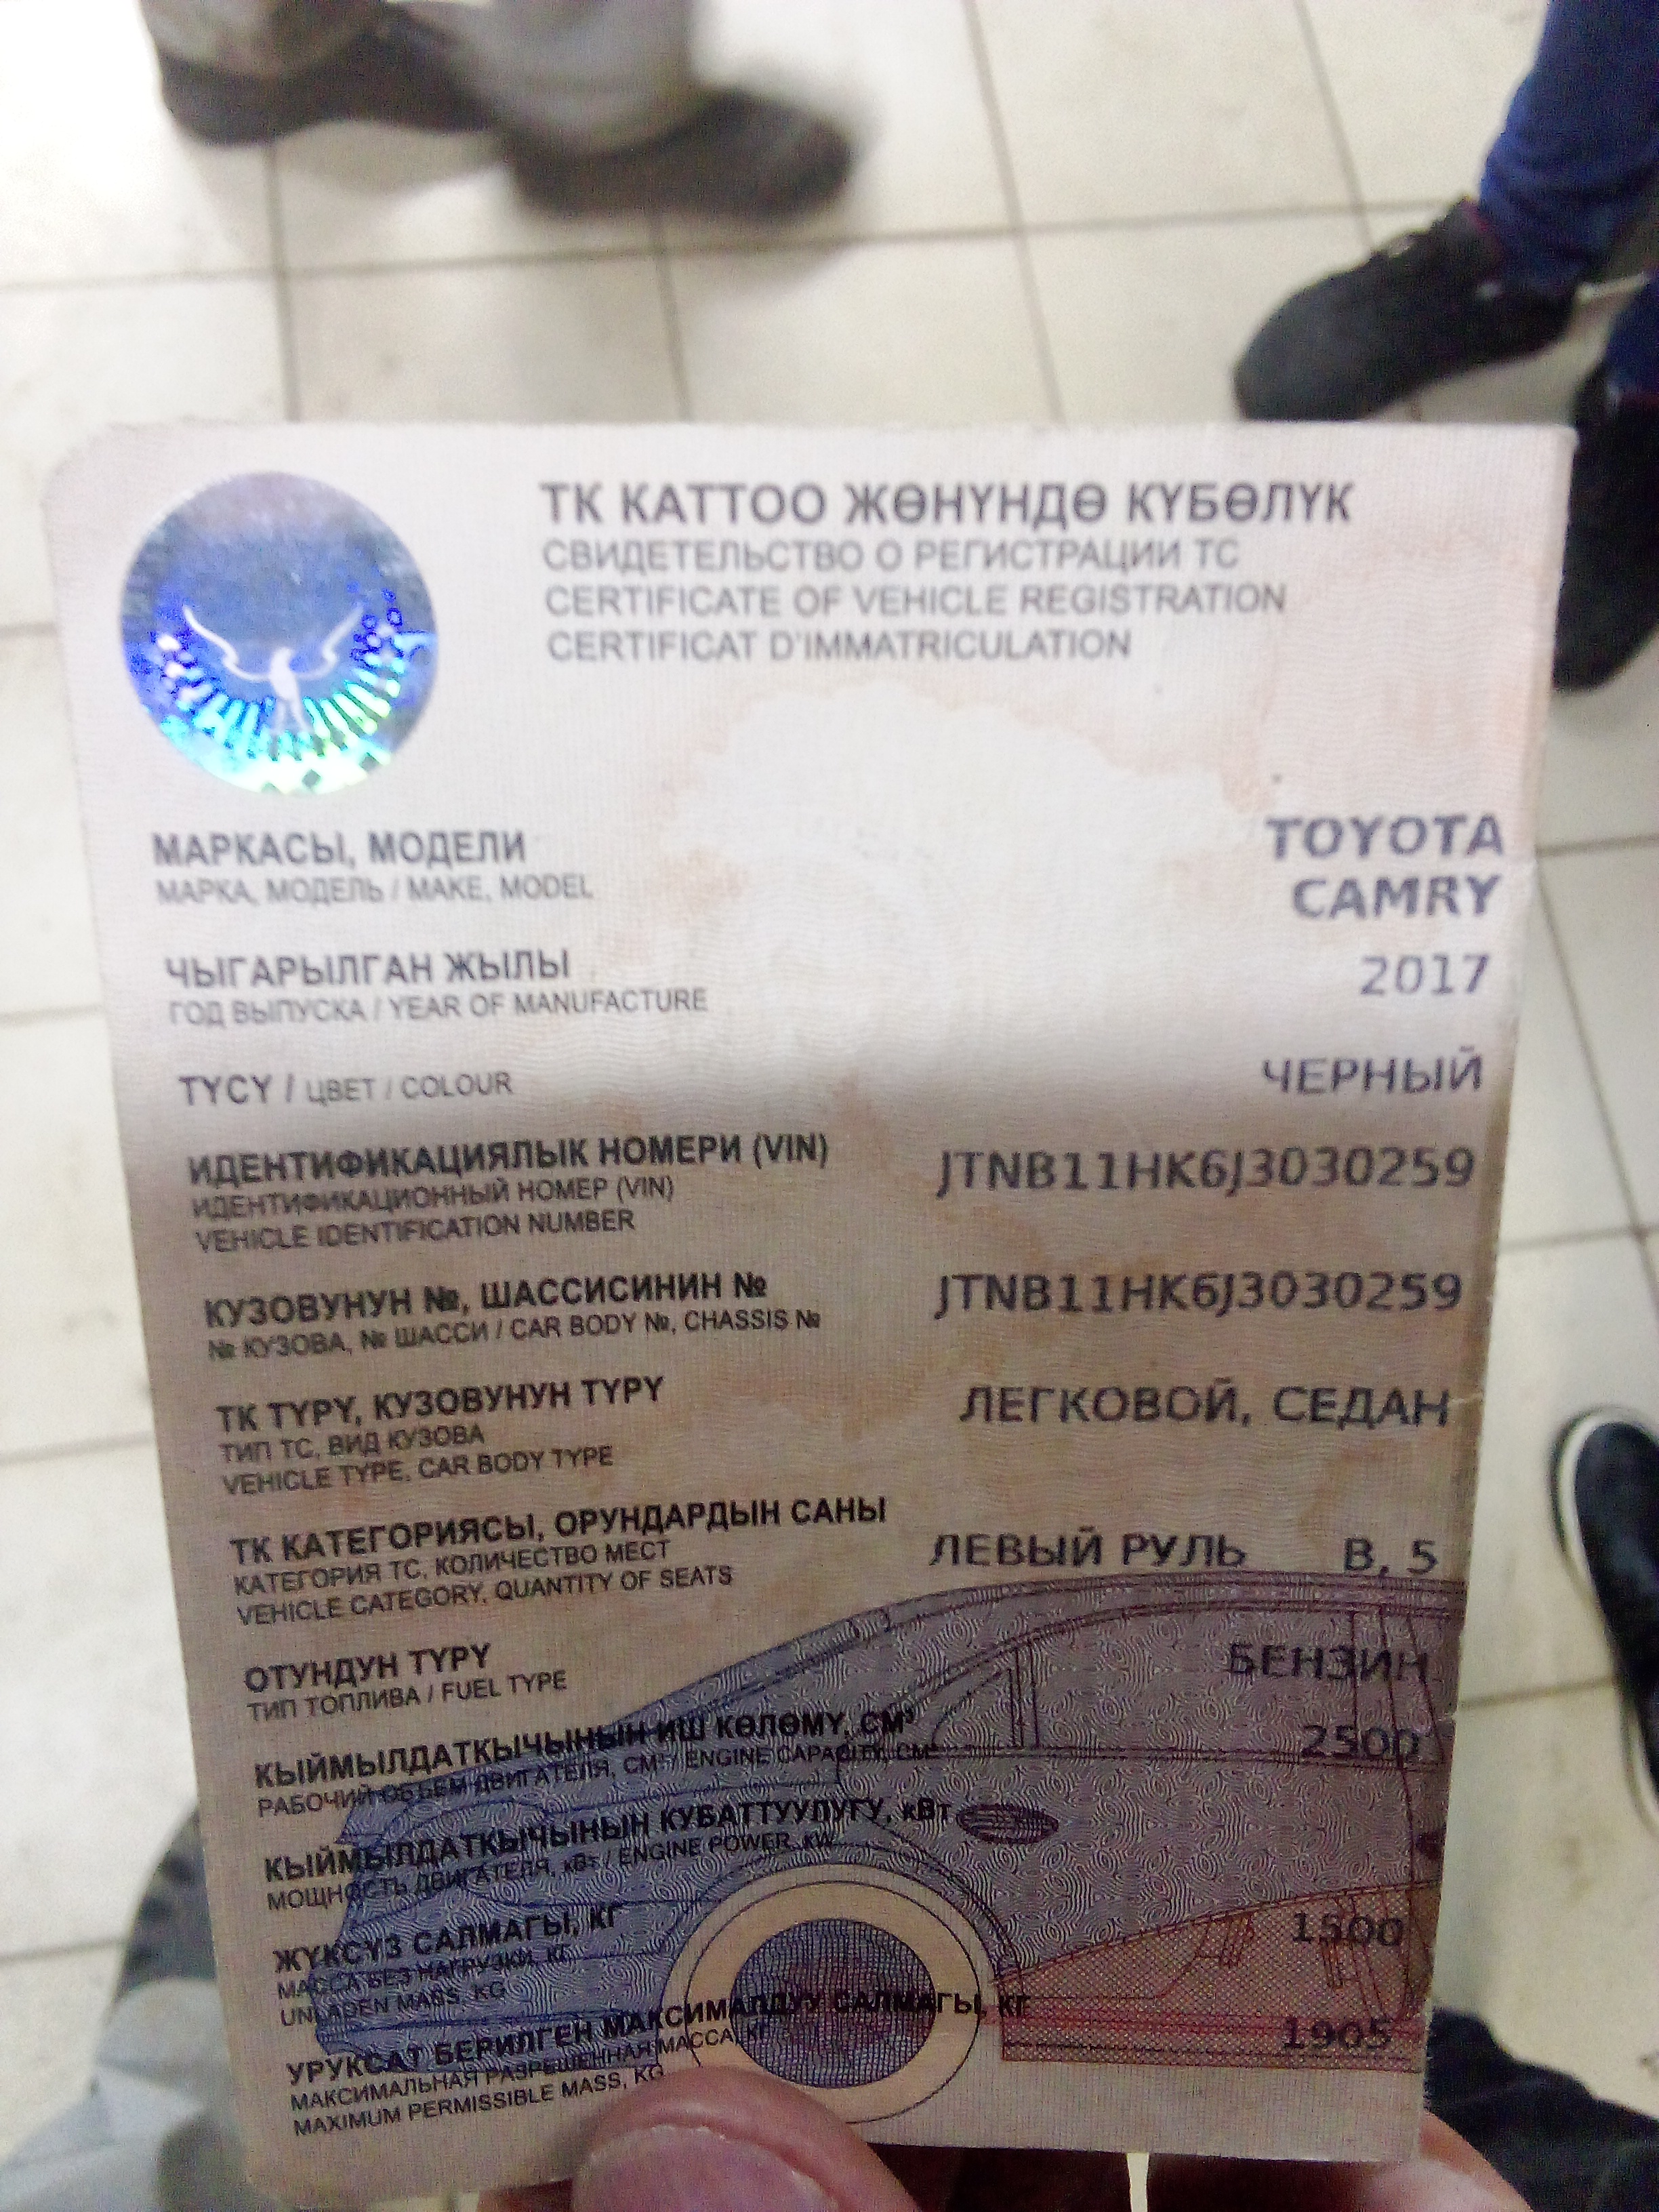 ТК КАТТОО ЖӨНҮНДӨ КҮБӨЛҮК
СВИДЕТЕЛЬСТВО О РЕГИСТРАЦИИ ТС
CERTIFICATE OF VEHICLE REGISTRATION
CERTIFICAT D'IMMATRICULATION
МАРКАСЫ, МОДЕЛИ
МАРКА, МОДЕЛЬ / MAKE, MODEL
TOYOTA
CAMRY
ЧЫГАРЫЛГАН ЖЫЛЫ
ГОД ВЫПУСКА / YEAR OF MANUFACTURE
2017
ТҮСҮ / ЦВЕТ / COLOUR
ЧЕРНЫЙ
ИДЕНТИФИКАЦИЯЛЫК НОМЕРИ (VIN)
ИДЕНТИФИКАЦИОННЫЙ НОМЕР (VIN)
VEHICLE IDENTIFICATION NUMBER
JTNB11HK6J3030259
КУЗОВУНУН №, ШАССИСИНИН №
№ КУЗОВА, № ШАССИ / CAR BODY №, CHASSIS №
JTNB11HK6J3030259
ТК ТҮРҮ, КУЗОВУНУН ТҮРҮ
ТИП ТС, ВИД КУЗОВА
VEHICLE TYPE, CAR BODY TYPE
ЛЕГКОВОЙ, СЕДАН
ТК КАТЕГОРИЯСЫ, ОРУНДАРДЫН САНЫ
КАТЕГОРИЯ ТС, КОЛИЧЕСТВО МЕСТ
VEHICLE CATEGORY, QUANTITY OF SEATS
ЛЕВЫЙ РУЛЬ B, 5
ОТУНДУН ТҮРҮ
ТИП ТОПЛИВА / FUEL TYPE
БЕНЗИН
КЫЙМЫЛДАТКЫЧЫНЫН ИШ КӨЛӨМҮ, СМ³
РАБОЧИЙ ОБЪЕМ ДВИГАТЕЛЯ, СМ³ / ENGINE CAPACITY, CM³
2500
КЫЙМЫЛДАТКЫЧЫНЫН КУБАТТУУЛУГУ, кВт
МОЩНОСТЬ ДВИГАТЕЛЯ, кВт / ENGINE POWER, kW
ЖҮКСҮЗ САЛМАГЫ, КГ
МАССА БЕЗ НАГРУЗКИ, КГ
UNLADEN MASS, KG
1500
УРУКСАТ БЕРИЛГЕН МАКСИМАЛДУУ САЛМАГЫ, КГ
МАКСИМАЛЬНАЯ РАЗРЕШЕННАЯ МАССА, КГ
MAXIMUM PERMISSIBLE MASS, KG
1905